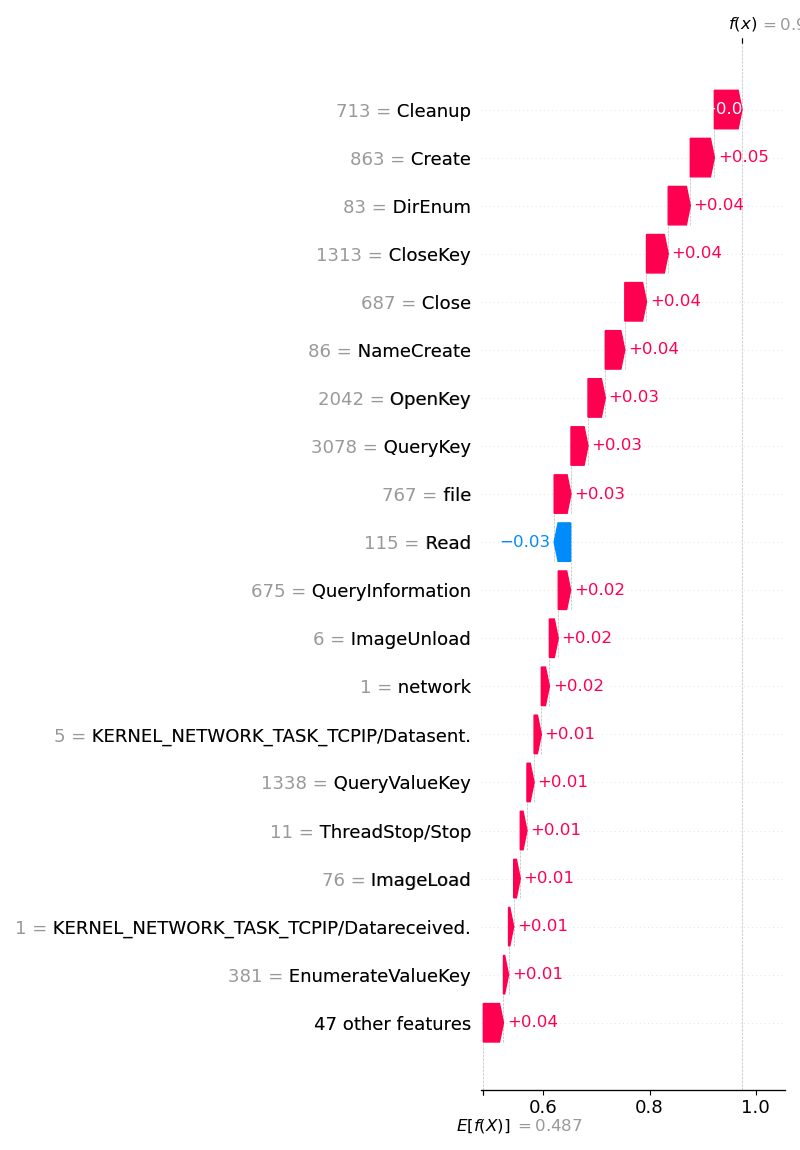 f(x) = 0.9
713 = Cleanup
+0.0
863 = Create
+0.05
83 = DirEnum
+0.04
1313 = CloseKey
+0.04
687 = Close
+0.04
86 = NameCreate
+0.04
2042 = OpenKey
+0.03
3078 = QueryKey
+0.03
767 = file
+0.03
115 = Read
−0.03
675 = QueryInformation
+0.02
6 = ImageUnload
+0.02
1 = network
+0.02
5 = KERNEL_NETWORK_TASK_TCPIP/Datasent.
+0.01
1338 = QueryValueKey
+0.01
11 = ThreadStop/Stop
+0.01
76 = ImageLoad
+0.01
1 = KERNEL_NETWORK_TASK_TCPIP/Datareceived.
+0.01
381 = EnumerateValueKey
+0.01
47 other features
+0.04
0.6 0.8 1.0
E[f(X)] = 0.487